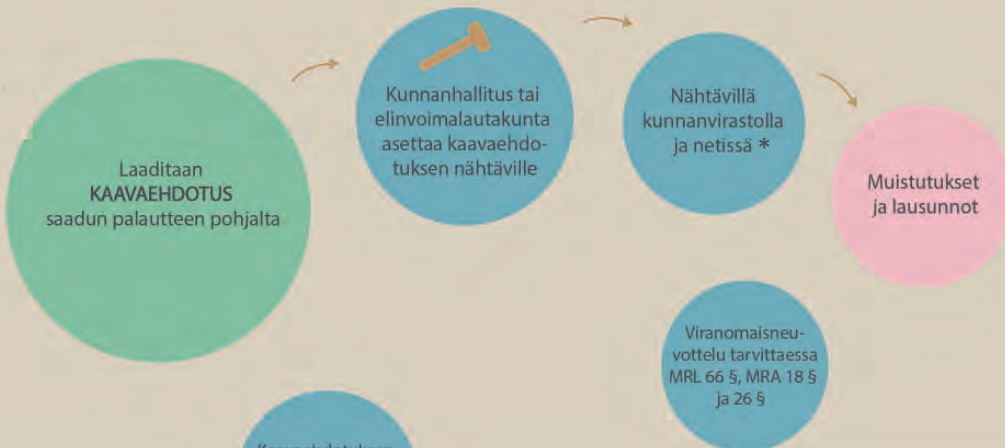 Laaditaan
KAAVAEHDOTUS
saadun palautteen pohjalta
Kunnanhallitus tai
elinvoimalautakunta
asettaa kaavaehdo-
tuksen nähtäville
Nähtävillä
kunnanvirastolla
ja netissä *
Muistutukset
ja lausunnot
Viranomaisneu-
vottelu tarvittaessa
MRL 66 §, MRA 18 §
ja 26 §